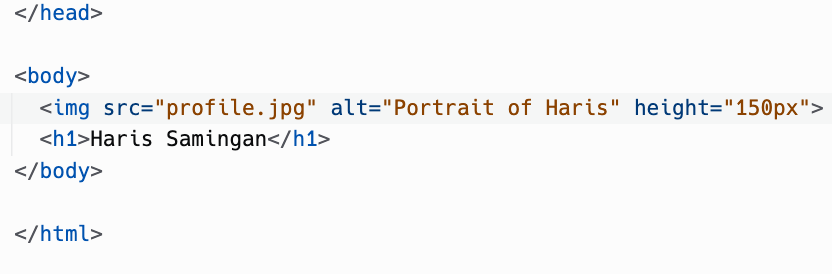 </head>
<body>
<img src="profile.jpg" alt="Portrait of Haris" height="150px">
<h1>Haris Samingan</h1>
</body>
</html>